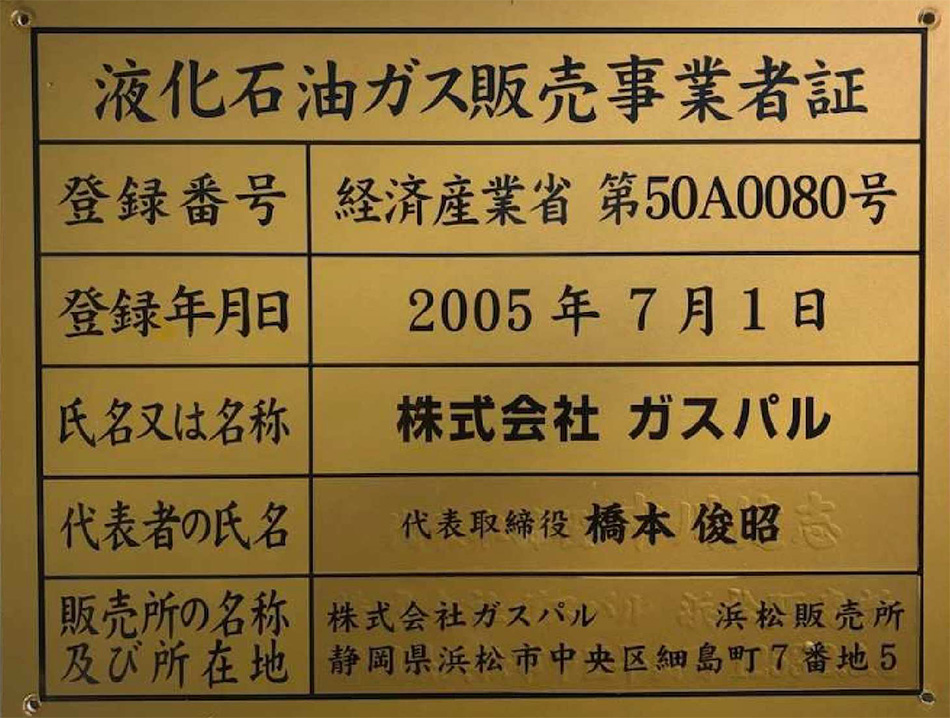 液化石油ガス販売事業者証
登録番号 経済産業省 第50A0080号
登録年月日 2005年 7月1日
氏名又は名称 株式会社 ガスパル
代表者の氏名 代表取締役 橋本 俊昭
販売所の名称 株式会社ガスパル 浜松販売所
及び所在地 静岡県浜松市中央区細島町7番地5